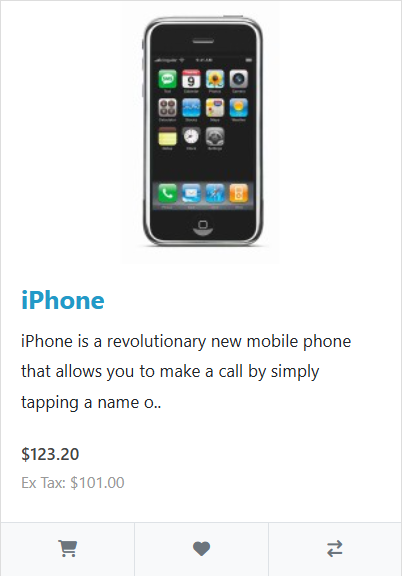 9
iPhone
iPhone is a revolutionary new mobile phone
that allows you to make a call by simply
tapping a name o..
$123.20
Ex Tax: $101.00